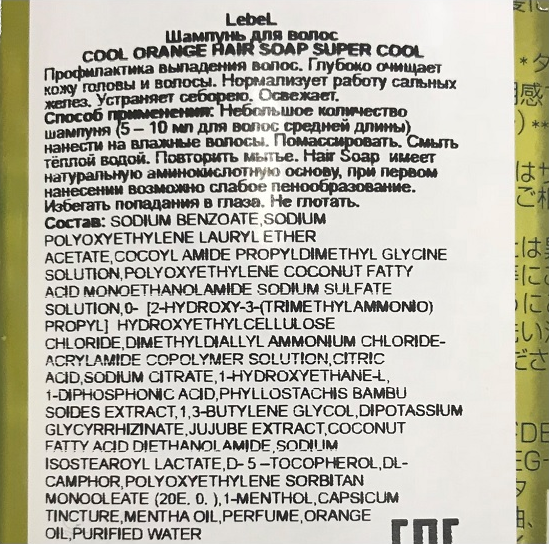 LebeL
Шампунь для волос
COOL ORANGE HAIR SOAP SUPER COOL
Профилактика выпадения волос. Глубоко очищает
кожу головы и волосы. Нормализует работу сальных
желез. Устраняет себорею. Освежает.
Способ применения: Небольшое количество
шампуня (5 – 10 мл для волос средней длины)
нанести на влажные волосы. Помассировать. Смыть
тёплой водой. Повторить мытье. Hair Soap имеет
натуральную аминокислотную основу, при первом
нанесении возможно слабое пенообразование.
Избегать попадания в глаза. Не глотать.
Состав: SODIUM BENZOATE,SODIUM
POLYOXYETHYLENE LAURYL ETHER
ACETATE,COCOYL AMIDE PROPYLDIMETHYL GLYCINE
SOLUTION,POLYOXYETHYLENE COCONUT FATTY
ACID MONOETHANOLAMIDE SODIUM SULFATE
SOLUTION,0- [2-HYDROXY-3-(TRIMETHYLAMMONIO)
PROPYL] HYDROXYETHYLCELLULOSE
CHLORIDE,DIMETHYLDIALLYL AMMONIUM CHLORIDE-
ACRYLAMIDE COPOLYMER SOLUTION,CITRIC
ACID,SODIUM CITRATE,1-HYDROXYETHANE-L,
1-DIPHOSPHONIC ACID,PHYLLOSTACHIS BAMBU
SOIDES EXTRACT,1,3-BUTYLENE GLYCOL,DIPOTASSIUM
GLYCYRRHIZINATE,JUJUBE EXTRACT,COCONUT
FATTY ACID DIETHANOLAMIDE,SODIUM
ISOSTEAROYL LACTATE,D- 5 –TOCOPHEROL,DL-
CAMPHOR,POLYOXYETHYLENE SORBITAN
MONOOLEATE (20E. 0. ),1-MENTHOL,CAPSICUM
TINCTURE,MENTHA OIL,PERFUME,ORANGE
OIL,PURIFIED WATER